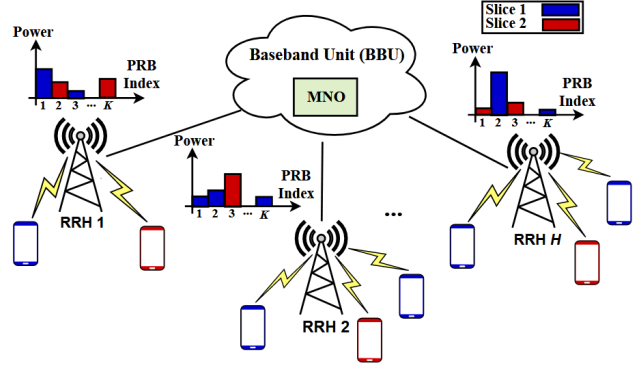 Slice 1
Slice 2
Power
PRB
Index
1 2 3 ... K
Baseband Unit (BBU)
MNO
Power
PRB
Index
1 2 3 ... K
Power
PRB
Index
1 2 3 ... K
...
RRH 1
RRH 2
RRH H